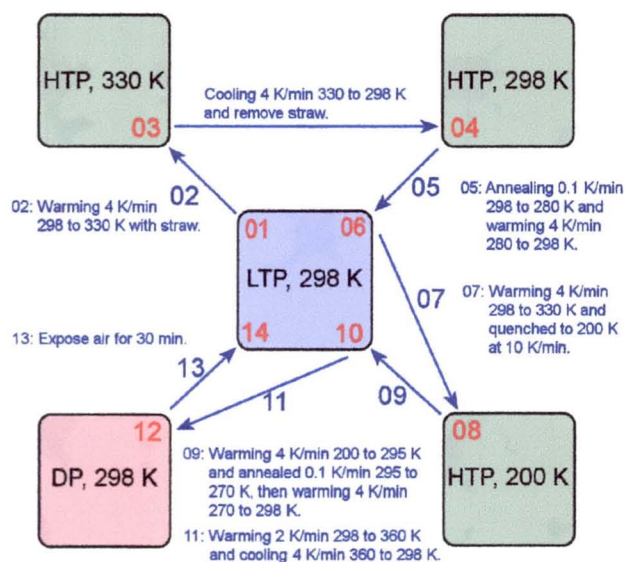 HTP, 330 K
03
Cooling 4 K/min 330 to 298 K
and remove straw.
HTP, 298 K
04
02: Warming 4 K/min
298 to 330 K with straw.
02
05
05: Annealing 0.1 K/min
298 to 280 K and
warming 4 K/min
280 to 298 K.
01 06
LTP, 298 K
14 10
07
07: Warming 4 K/min
298 to 330 K and
quenched to 200 K
at 10 K/min.
13: Expose air for 30 min.
13
11
09
12
DP, 298 K
09: Warming 4 K/min 200 to 295 K
and annealed 0.1 K/min 295 to
270 K, then warming 4 K/min
270 to 298 K.
11: Warming 2 K/min 298 to 360 K
and cooling 4 K/min 360 to 298 K.
08
HTP, 200 K